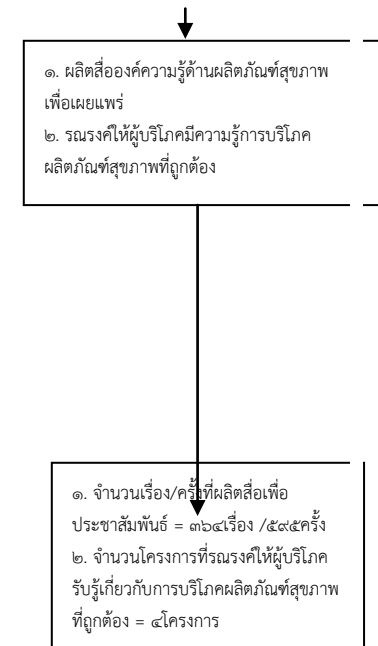 ๑. ผลิตสื่อองค์ความรู้ด้านผลิตภัณฑ์สุขภาพ
เพื่อเผยแพร่
๒. รณรงค์ให้ผู้บริโภคมีความรู้การบริโภค
ผลิตภัณฑ์สุขภาพที่ถูกต้อง
๑. จำนวนเรื่อง/ครั้งที่ผลิตสื่อเพื่อ
ประชาสัมพันธ์ = ๓๖๔เรื่อง /๕๙๕ครั้ง
๒. จำนวนโครงการที่รณรงค์ให้ผู้บริโภค
รับรู้เกี่ยวกับการบริโภคผลิตภัณฑ์สุขภาพ
ที่ถูกต้อง = ๔โครงการ